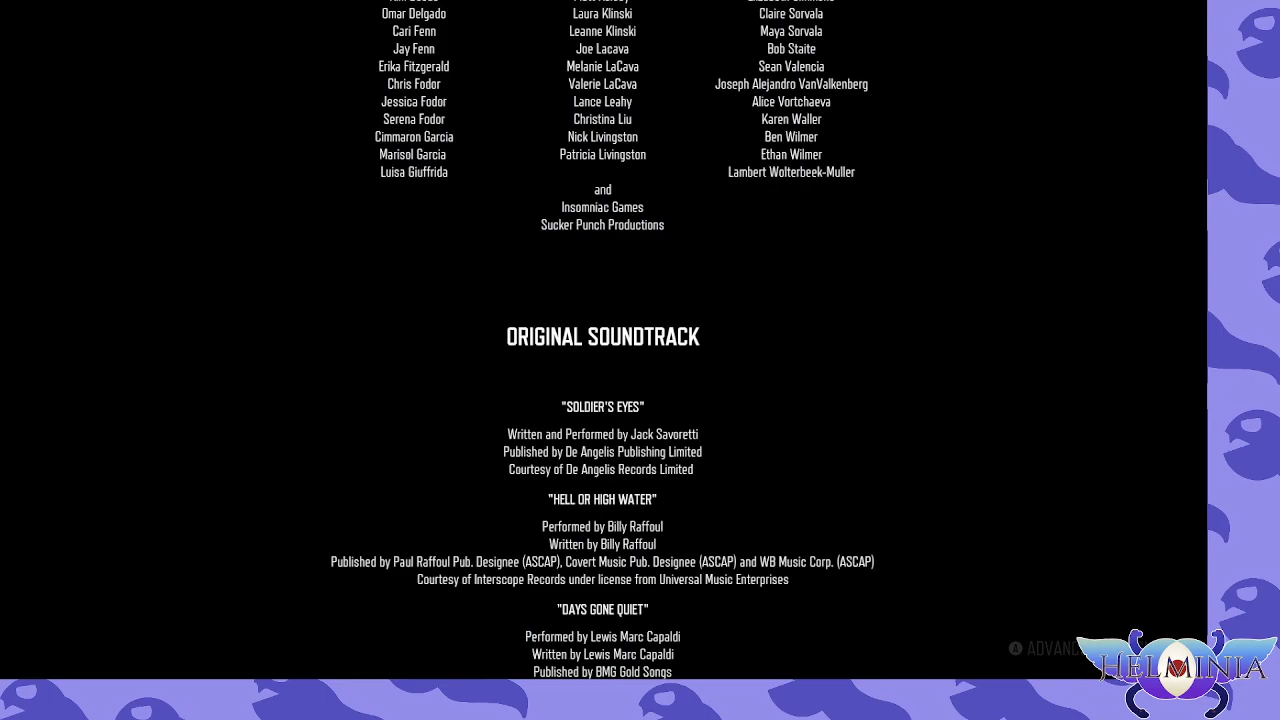 Omar Delgado
Cari Fenn
Jay Fenn
Erika Fitzgerald
Chris Fodor
Jessica Fodor
Serena Fodor
Cimmaron Garcia
Marisol Garcia
Luisa Giuffrida
Laura Klinski
Leanne Klinski
Joe Lacava
Melanie LaCava
Valerie LaCava
Lance Leahy
Christina Liu
Nick Livingston
Patricia Livingston
Claire Sorvala
Maya Sorvala
Bob Staite
Sean Valencia
Joseph Alejandro VanValkenberg
Alice Vortchaeva
Karen Waller
Ben Wilmer
Ethan Wilmer
Lambert Wolterbeek-Muller
and
Insomniac Games
Sucker Punch Productions
ORIGINAL SOUNDTRACK
"SOLDIER'S EYES"
Written and Performed by Jack Savoretti
Published by De Angelis Publishing Limited
Courtesy of De Angelis Records Limited
"HELL OR HIGH WATER"
Performed by Billy Raffoul
Written by Billy Raffoul
Published by Paul Raffoul Pub. Designee (ASCAP), Covert Music Pub. Designee (ASCAP) and WB Music Corp. (ASCAP)
Courtesy of Interscope Records under license from Universal Music Enterprises
"DAYS GONE QUIET"
Performed by Lewis Marc Capaldi
Written by Lewis Marc Capaldi
Published by BMG Gold Songs
HELMINIA